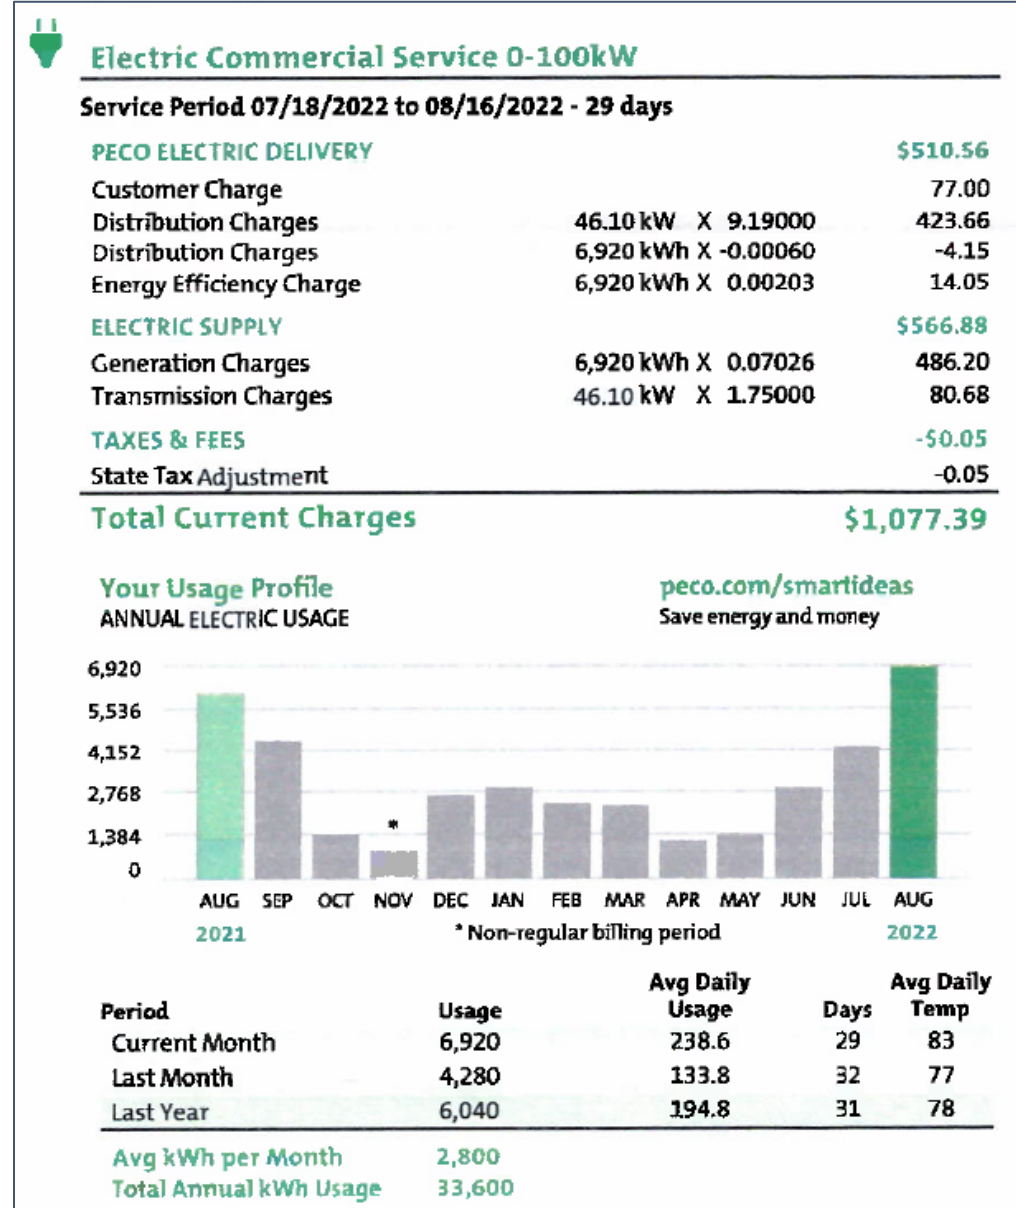 Electric Commercial Service 0-100kW
Service Period 07/18/2022 to 08/16/2022 - 29 days
PECO ELECTRIC DELIVERY $510.56
Customer Charge 77.00
Distribution Charges 46.10 kW X 9.19000 423.66
Distribution Charges 6,920 kWh X -0.00060 -4.15
Energy Efficiency Charge 6,920 kWh X 0.00203 14.05
ELECTRIC SUPPLY $566.88
Generation Charges 6,920 kWh X 0.07026 486.20
Transmission Charges 46.10 kW X 1.75000 80.68
TAXES & FEES -$0.05
State Tax Adjustment -0.05
Total Current Charges $1,077.39
Your Usage Profile peco.com/smartideas
ANNUAL ELECTRIC USAGE Save energy and money
6,920
5,536
4,152
2,768
1,384
0
*
AUG SEP OCT NOV DEC JAN FEB MAR APR MAY JUN JUL AUG
2021 * Non-regular billing period 2022
Avg Daily Avg Daily
Period Usage Usage Days Temp
Current Month 6,920 238.6 29 83
Last Month 4,280 133.8 32 77
Last Year 6,040 194.8 31 78
Avg kWh per Month 2,800
Total Annual kWh Usage 33,600